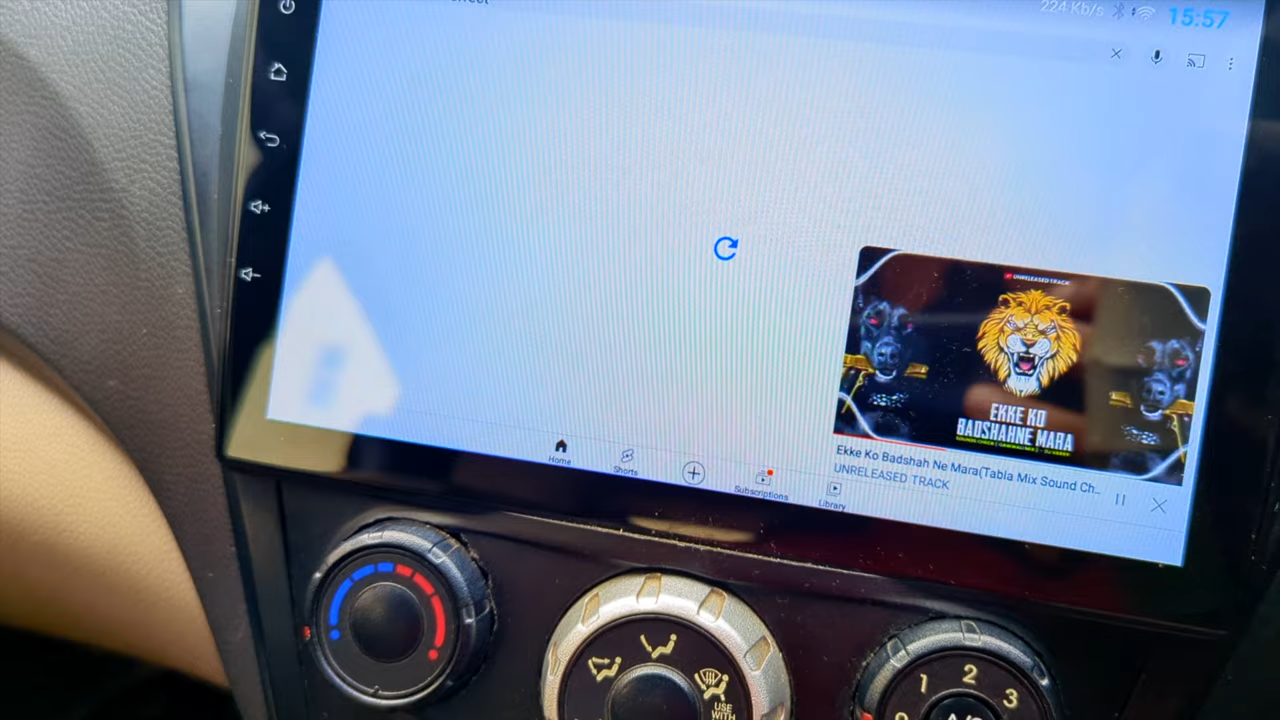 224 Kb/s
15:57
UNRELEASED TRACK
EKKE KO
BADSHAHNE MARA
Ekke Ko Badshah Ne Mara(Tabla Mix Sound Ch...
UNRELEASED TRACK
Home
Shorts
Subscriptions
Library
1
2
3
0
USE
WITH